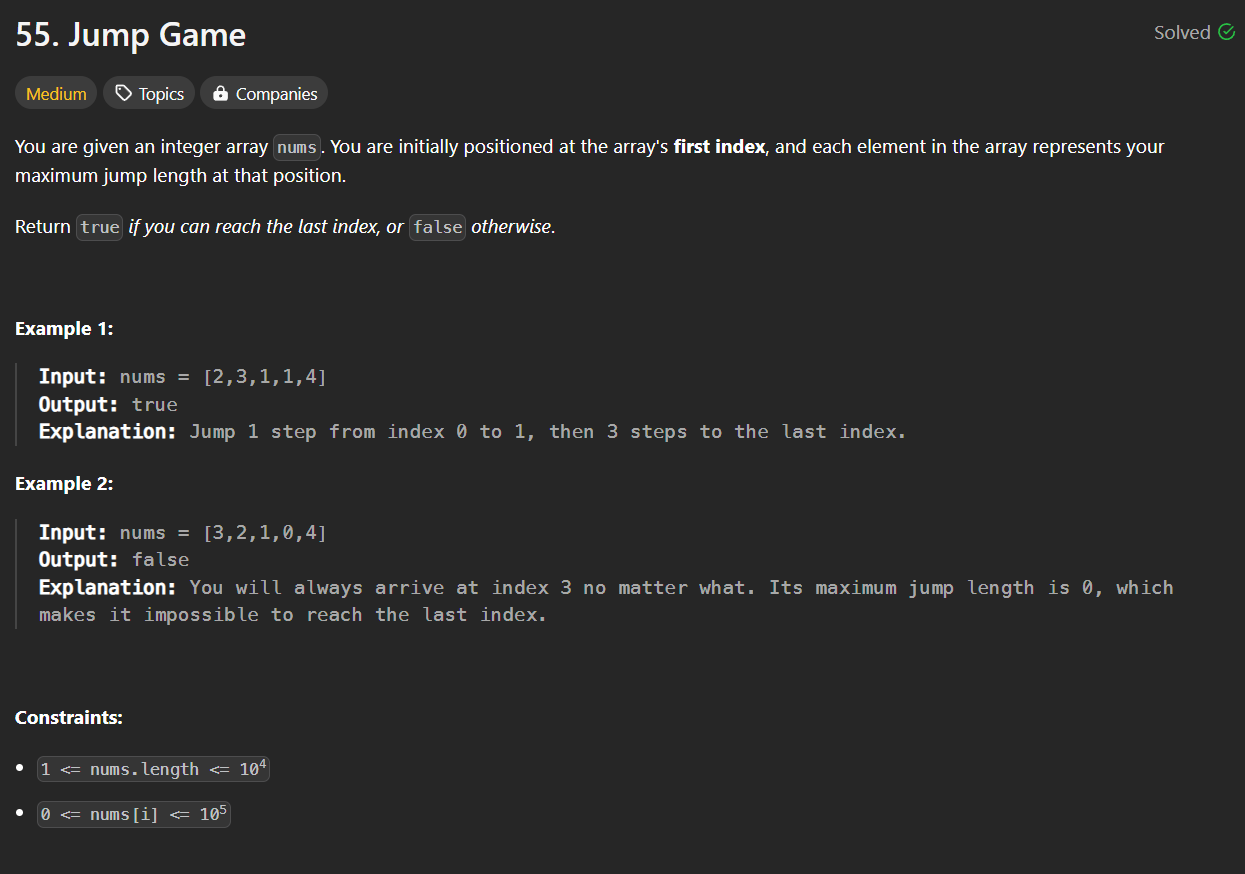 55. Jump Game
Solved
Medium
Topics
Companies
You are given an integer array nums. You are initially positioned at the array's first index, and each element in the array represents your
maximum jump length at that position.
Return true if you can reach the last index, or false otherwise.
Example 1:
Input: nums = [2,3,1,1,4]
Output: true
Explanation: Jump 1 step from index 0 to 1, then 3 steps to the last index.
Example 2:
Input: nums = [3,2,1,0,4]
Output: false
Explanation: You will always arrive at index 3 no matter what. Its maximum jump length is 0, which
makes it impossible to reach the last index.
Constraints:
• 1 <= nums.length <= 10⁴
• 0 <= nums[i] <= 10⁵